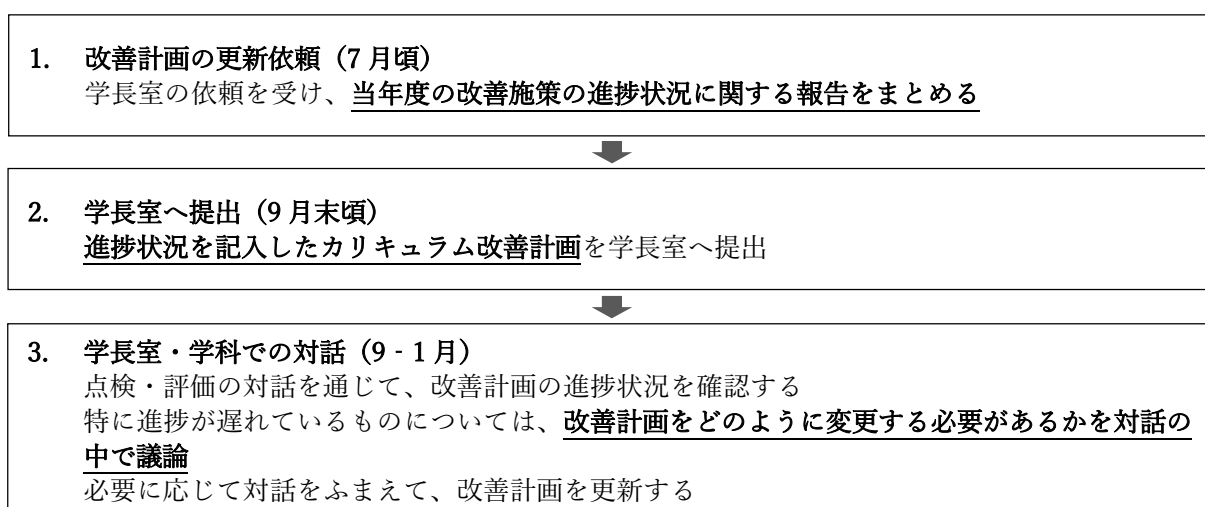 1. 改善計画の更新依頼（7 月頃）
学長室の依頼を受け、当年度の改善施策の進捗状況に関する報告をまとめる
2. 学長室へ提出（9 月末頃）
進捗状況を記入したカリキュラム改善計画を学長室へ提出
3. 学長室・学科での対話（9‐1 月）
点検・評価の対話を通じて、改善計画の進捗状況を確認する
特に進捗が遅れているものについては、改善計画をどのように変更する必要があるかを対話の
中で議論
必要に応じて対話をふまえて、改善計画を更新する